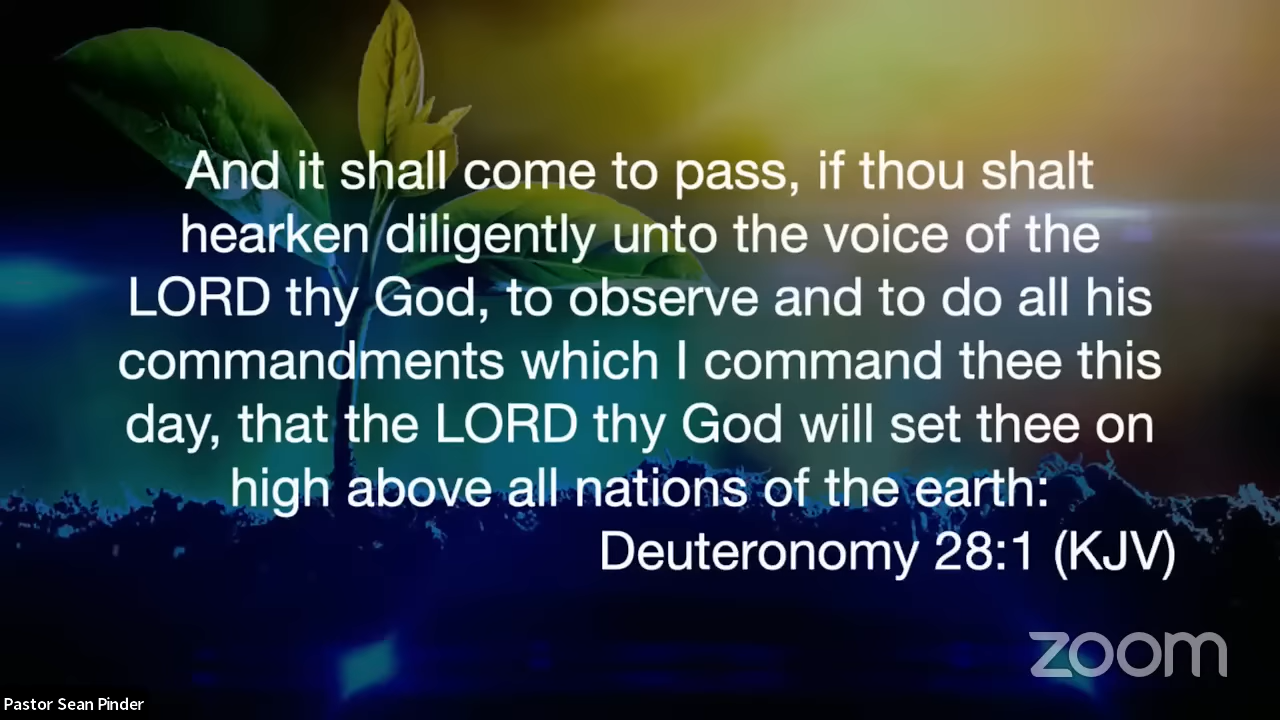 And it shall come to pass, if thou shalt
hearken diligently unto the voice of the
LORD thy God, to observe and to do all his
commandments which I command thee this
day, that the LORD thy God will set thee on
high above all nations of the earth:
Deuteronomy 28:1 (KJV)
zoom
Pastor Sean Pinder